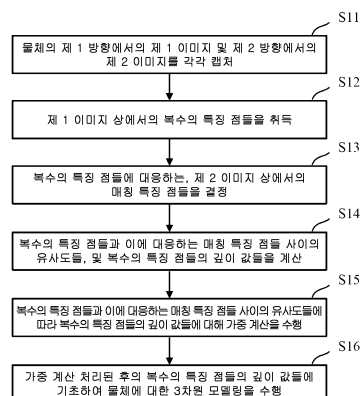 S11
물체의 제 1 방향에서의 제 1 이미지 및 제 2 방향에서의
제 2 이미지를 각각 캡처
S12
제 1 이미지 상에서의 복수의 특징 점들을 취득
S13
복수의 특징 점들에 대응하는, 제 2 이미지 상에서의
매칭 특징 점들을 결정
S14
복수의 특징 점들과 이에 대응하는 매칭 특징 점들 사이의
유사도들, 및 복수의 특징 점들의 깊이 값들을 계산
S15
복수의 특징 점들과 이에 대응하는 매칭 특징 점들 사이의 유사도들에
따라 복수의 특징 점들의 깊이 값들에 대해 가중 계산을 수행
S16
가중 계산 처리된 후의 복수의 특징 점들의 깊이 값들에
기초하여 물체에 대한 3차원 모델링을 수행